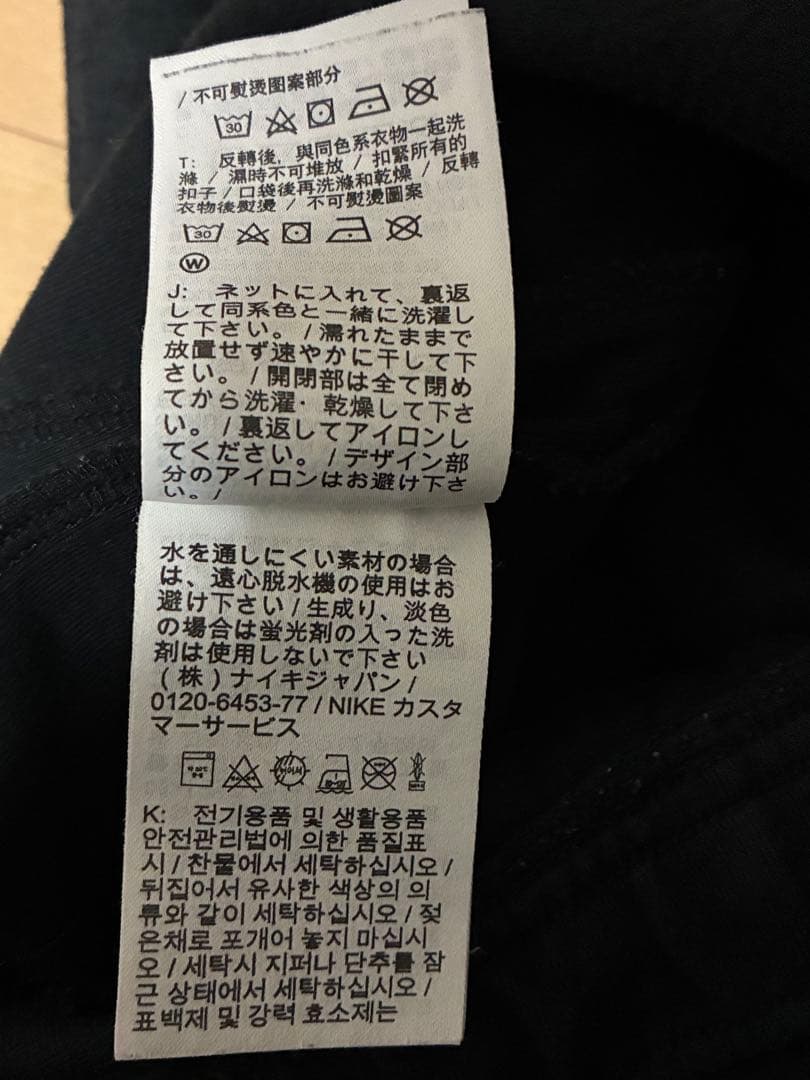 / 不可熨烫图案部分
30
T: 反轉後，與同色系衣物一起洗
滌 / 濕時不可堆放 / 扣緊所有的
扣子 / 口袋後再洗滌和乾燥 / 反轉
衣物後熨燙 / 不可熨燙圖案
30
W
J: ネットに入れて、裏返
して同系色と一緒に洗濯し
て下さい。 / 濡れたままで
放置せず速やかに干して下
さい。 / 開閉部は全て閉め
てから洗濯・乾燥して下さ
い。 / 裏返してアイロンし
てください。 / デザイン部
分のアイロンはお避け下さ
い。 /
水を通しにくい素材の場合
は、遠心脱水機の使用はお
避け下さい / 生成り、淡色
の場合は蛍光剤の入った洗
剤は使用しないで下さい
(株) ナイキジャパン /
0120-6453-77 / NIKE カスタ
マーサービス
K: 전기용품 및 생활용품
안전관리법에 의한 품질표
시 / 찬물에서 세탁하십시오 /
뒤집어서 유사한 색상의 의
류와 같이 세탁하십시오 / 젖
은채로 포개어 놓지 마십시
오 / 세탁시 지퍼나 단추를 잠
근 상태에서 세탁하십시오 /
표백제 및 강력 효소제는